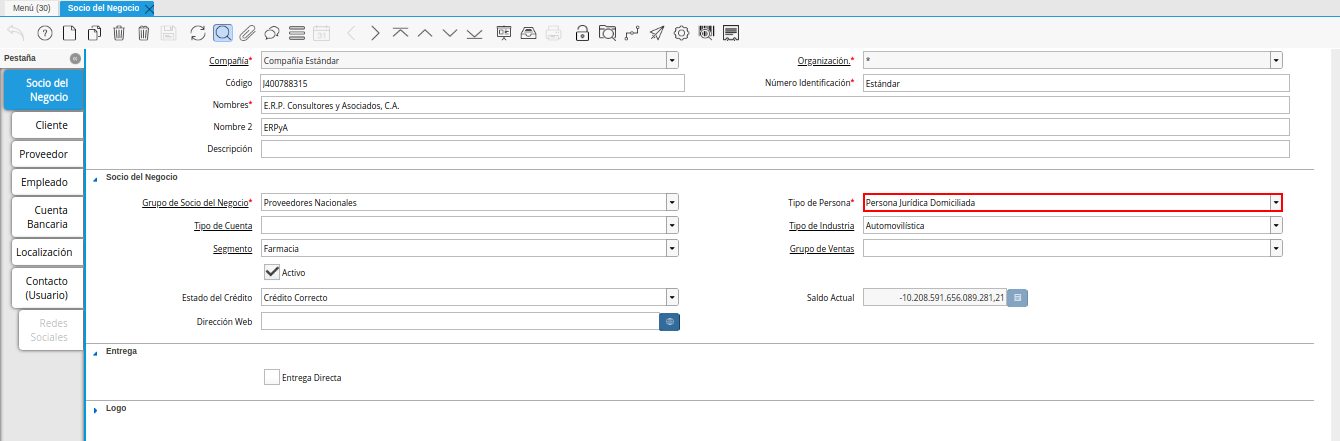 Menú (30) Socio del Negocio
Pestaña
Socio del
Negocio
Cliente
Proveedor
Empleado
Cuenta
Bancaria
Localización
Contacto
(Usuario)
Redes
Sociales
Compañía* Compañía Estándar Organización.* *
Código J400788315 Número Identificación* Estándar
Nombres* E.R.P. Consultores y Asociados, C.A.
Nombre 2 ERPyA
Descripción
Socio del Negocio
Grupo de Socio del Negocio* Proveedores Nacionales Tipo de Persona* Persona Jurídica Domiciliada
Tipo de Cuenta Tipo de Industria Automovilística
Segmento Farmacia Grupo de Ventas
Activo
Estado del Crédito Crédito Correcto Saldo Actual -10.208.591.656.089.281,21
Dirección Web
Entrega
Entrega Directa
Logo